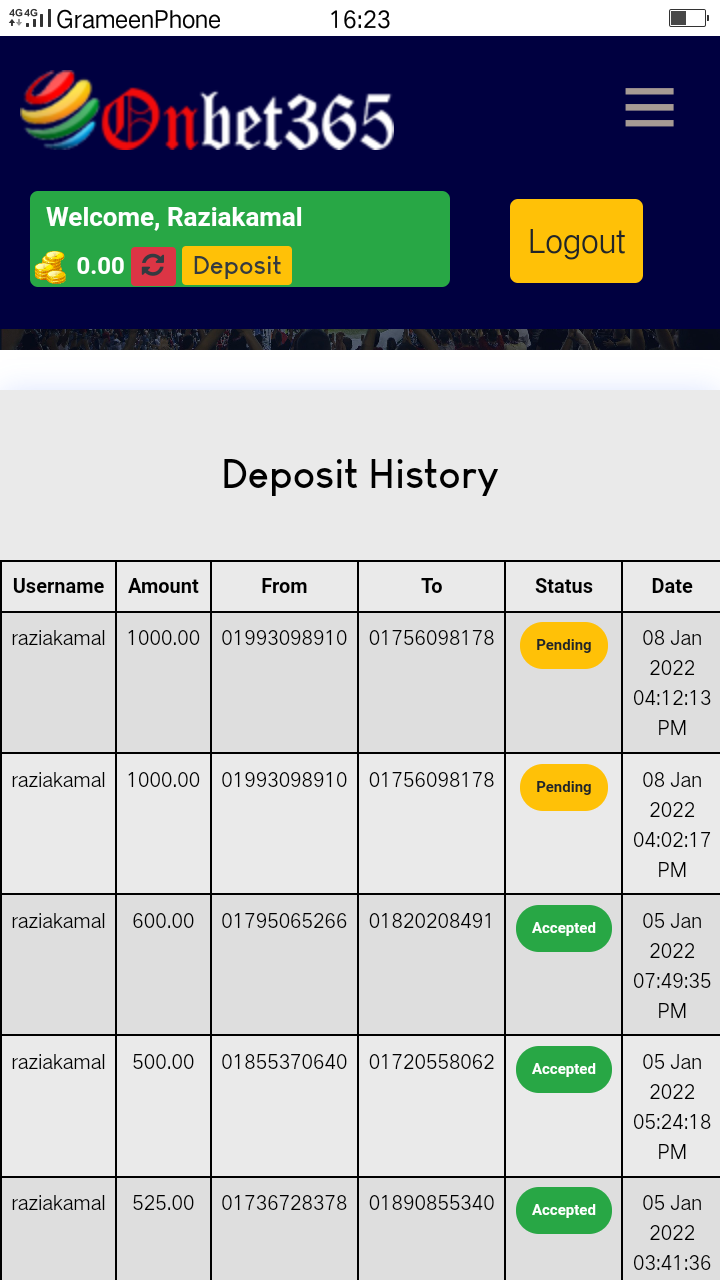 4G 4G GrameenPhone 16:23
Onbet365
Welcome, Raziakamal
Logout
0.00 Deposit
Deposit History
Username Amount From To Status Date
raziakamal 1000.00 01993098910 01756098178 Pending 08 Jan
2022
04:12:13
PM
raziakamal 1000.00 01993098910 01756098178 Pending 08 Jan
2022
04:02:17
PM
raziakamal 600.00 01795065266 01820208491 Accepted 05 Jan
2022
07:49:35
PM
raziakamal 500.00 01855370640 01720558062 Accepted 05 Jan
2022
05:24:18
PM
raziakamal 525.00 01736728378 01890855340 Accepted 05 Jan
2022
03:41:36